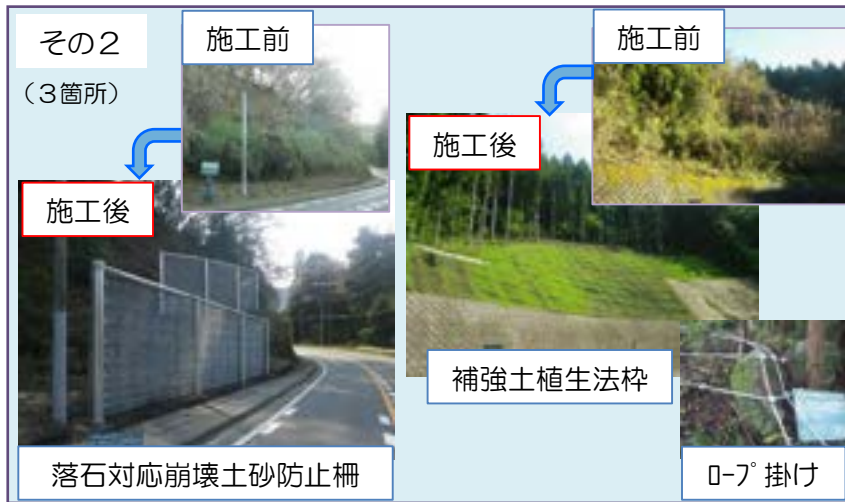 その２
（３箇所）
施工前
施工後
落石対応崩壊土砂防止柵
施工前
施工後
補強土植生法枠
ﾛｰﾌﾟ掛け